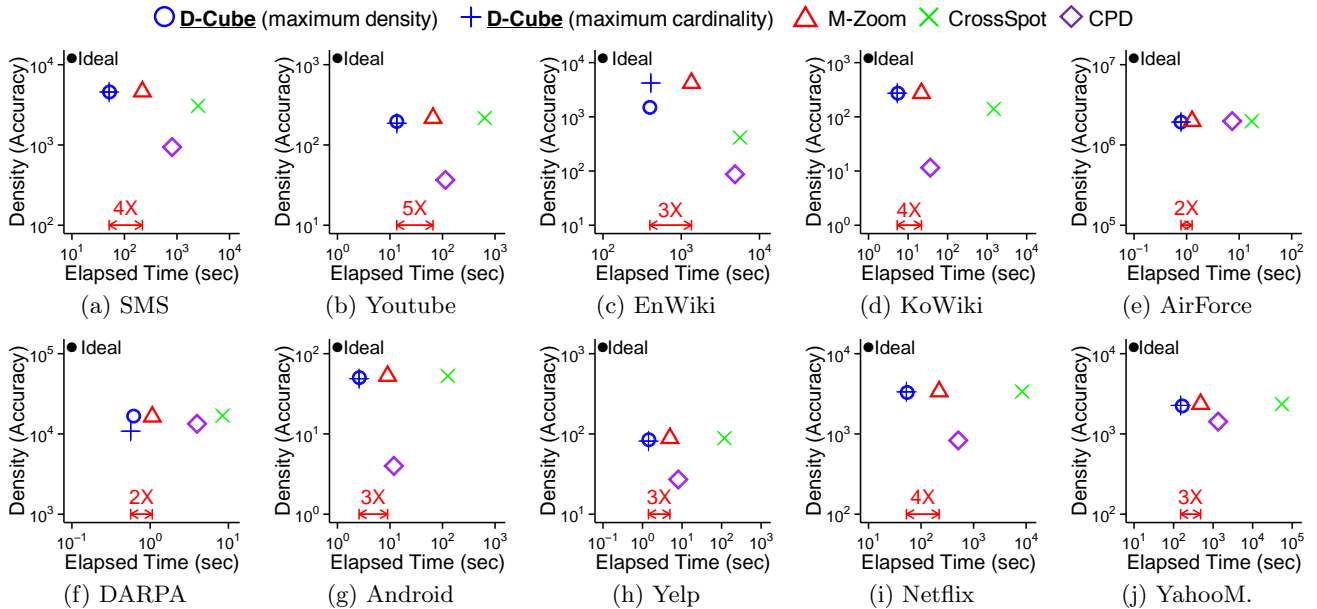 D-Cube (maximum density) D-Cube (maximum cardinality) M-Zoom CrossSpot CPD
Ideal
Density (Accuracy)
10^4
10^3
10^2
4X
10^1 10^2 10^3 10^4
Elapsed Time (sec)
(a) SMS
Ideal
Density (Accuracy)
10^3
10^2
10^1
5X
10^0 10^1 10^2 10^3
Elapsed Time (sec)
(b) Youtube
Ideal
Density (Accuracy)
10^4
10^3
10^2
10^1
3X
10^2 10^3 10^4
Elapsed Time (sec)
(c) EnWiki
Ideal
Density (Accuracy)
10^3
10^2
10^1
10^0
4X
10^0 10^1 10^2 10^3 10^4
Elapsed Time (sec)
(d) KoWiki
Ideal
Density (Accuracy)
10^7
10^6
10^5
2X
10^-1 10^0 10^1 10^2
Elapsed Time (sec)
(e) AirForce
Ideal
Density (Accuracy)
10^5
10^4
10^3
2X
10^-1 10^0 10^1
Elapsed Time (sec)
(f) DARPA
Ideal
Density (Accuracy)
10^2
10^1
10^0
3X
10^0 10^1 10^2 10^3
Elapsed Time (sec)
(g) Android
Ideal
Density (Accuracy)
10^3
10^2
10^1
3X
10^0 10^1 10^2 10^3
Elapsed Time (sec)
(h) Yelp
Ideal
Density (Accuracy)
10^4
10^3
10^2
4X
10^1 10^2 10^3 10^4
Elapsed Time (sec)
(i) Netflix
Ideal
Density (Accuracy)
10^4
10^3
10^2
3X
10^1 10^2 10^3 10^4 10^5
Elapsed Time (sec)
(j) YahooM.